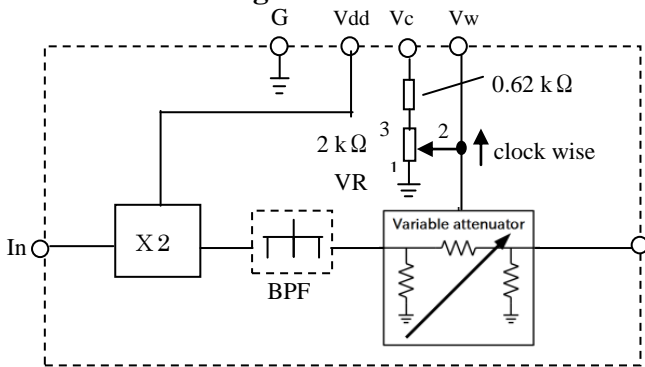 G Vdd Vc Vw
0.62 kΩ
3 2
2 kΩ
1
clock wise
VR
Variable attenuator
In
X2
BPF